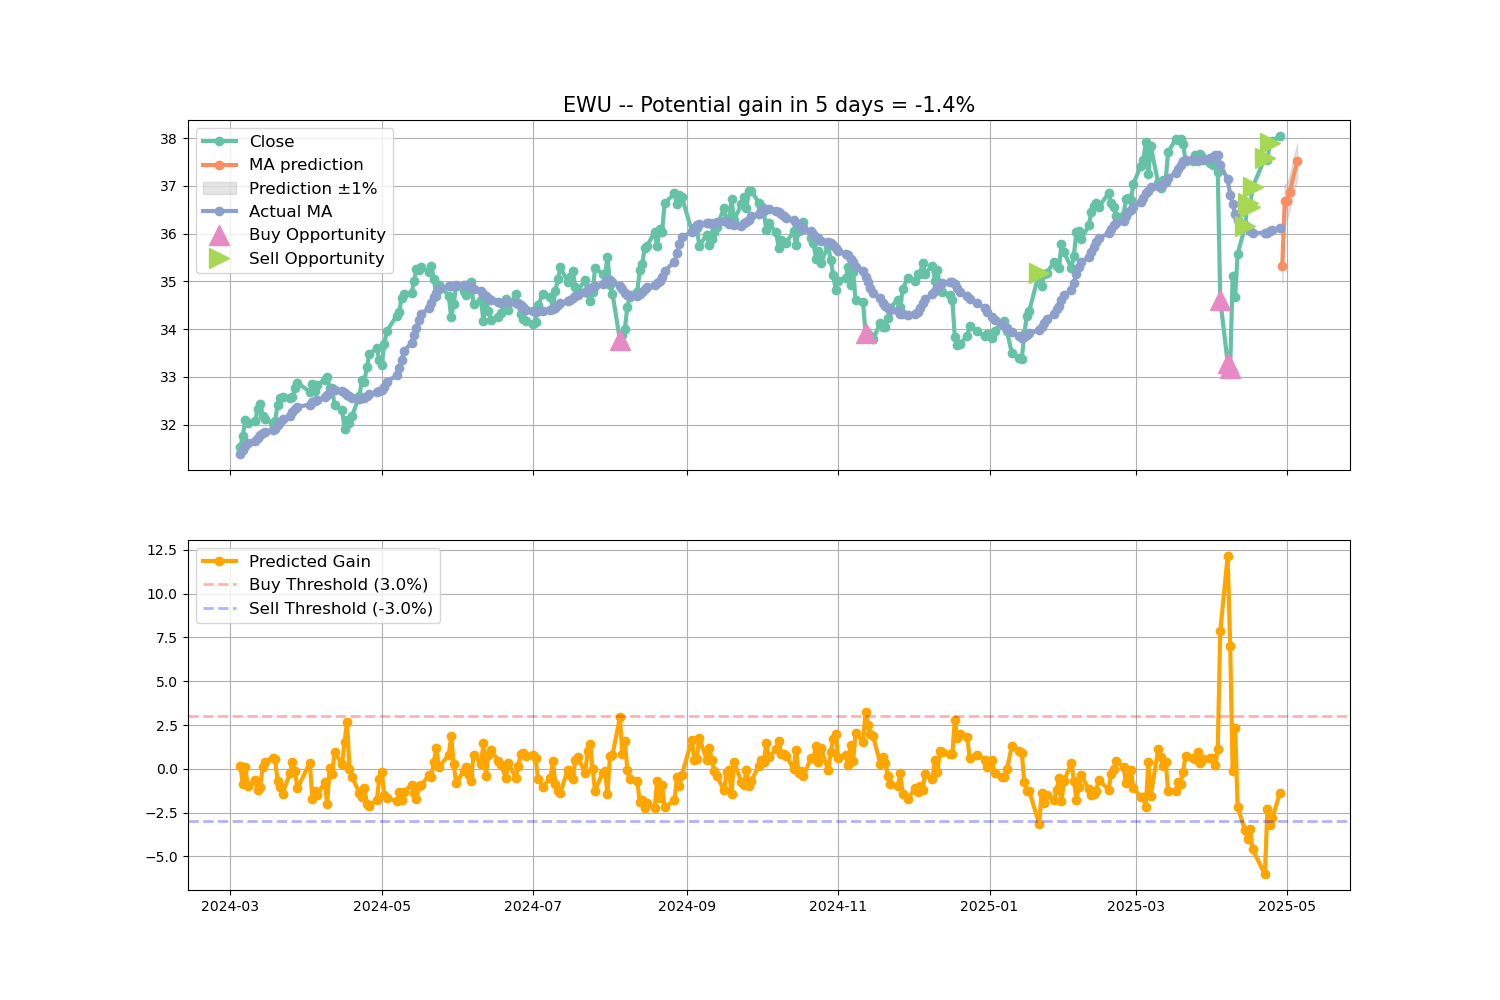 EWU -- Potential gain in 5 days = -1.4%
38
37
36
35
34
33
32
Close
MA prediction
Prediction ±1%
Actual MA
Buy Opportunity
Sell Opportunity
12.5
10.0
7.5
5.0
2.5
0.0
−2.5
−5.0
Predicted Gain
Buy Threshold (3.0%)
Sell Threshold (-3.0%)
2024-03
2024-05
2024-07
2024-09
2024-11
2025-01
2025-03
2025-05